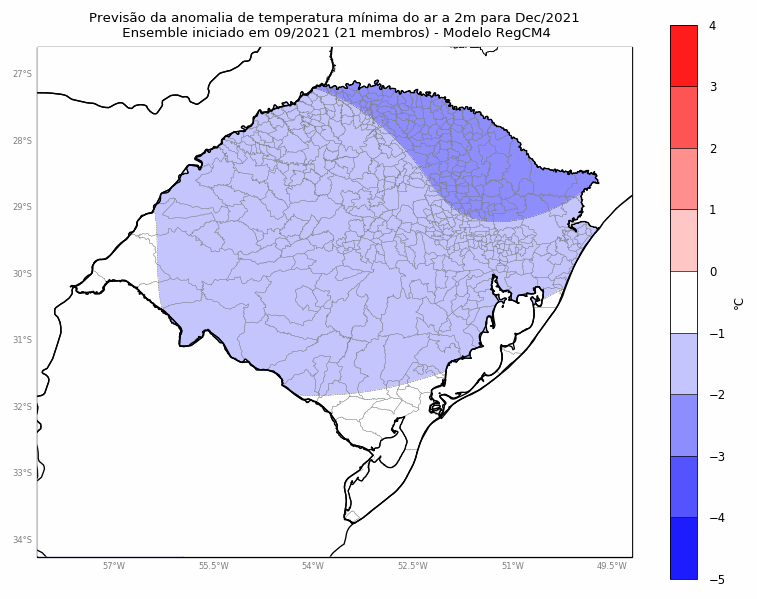 Previsão da anomalia de temperatura mínima do ar a 2m para Dec/2021
Ensemble iniciado em 09/2021 (21 membros) - Modelo RegCM4
27°S
28°S
29°S
30°S
31°S
32°S
33°S
34°S
57°W
55.5°W
54°W
52.5°W
51°W
49.5°W
4
3
2
1
0
−1
−2
−3
−4
−5
°C